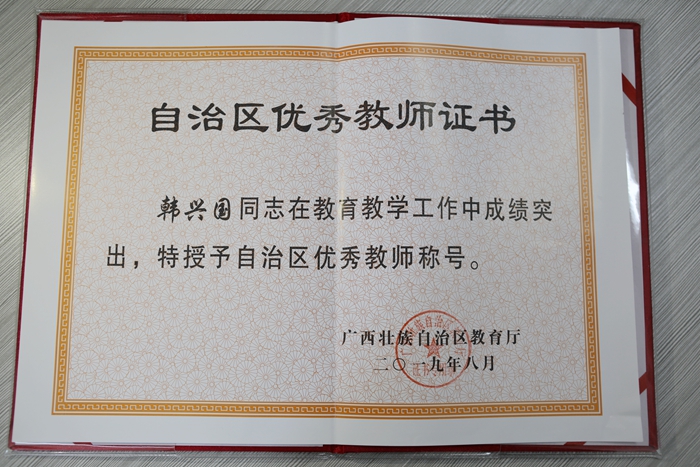 自治区优秀教师证书
韩兴国同志在教育教学工作中成绩突
出，特授予自治区优秀教师称号。
广西壮族自治区教育厅
二〇一九年八月